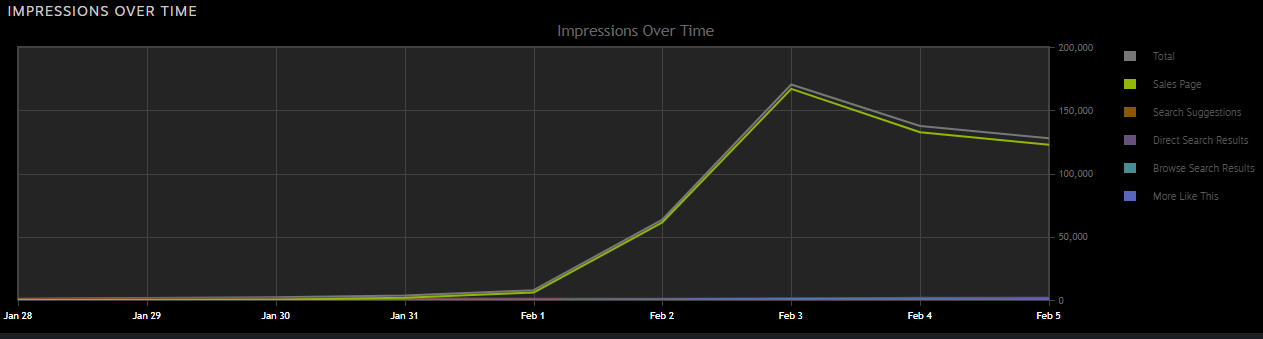 IMPRESSIONS OVER TIME
Impressions Over Time
200,000
150,000
100,000
50,000
0
Jan 28 Jan 29 Jan 30 Jan 31 Feb 1 Feb 2 Feb 3 Feb 4 Feb 5
Total
Sales Page
Search Suggestions
Direct Search Results
Browse Search Results
More Like This